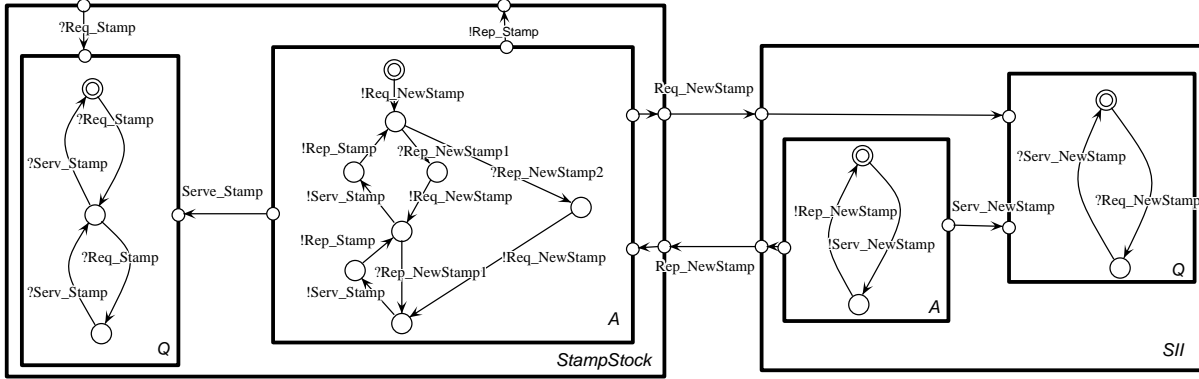 ?Req_Stamp
!Rep_Stamp
?Req_Stamp
?Serv_Stamp
?Req_Stamp
?Serv_Stamp
Q
Serve_Stamp
!Req_NewStamp
!Rep_Stamp
?Rep_NewStamp1
?Rep_NewStamp2
!Serv_Stamp
!Req_NewStamp
!Rep_Stamp
!Req_NewStamp
?Rep_NewStamp1
!Serv_Stamp
A
StampStock
Req_NewStamp
Rep_NewStamp
!Rep_NewStamp
!Serv_NewStamp
A
Serv_NewStamp
?Serv_NewStamp
?Req_NewStamp
Q
SII